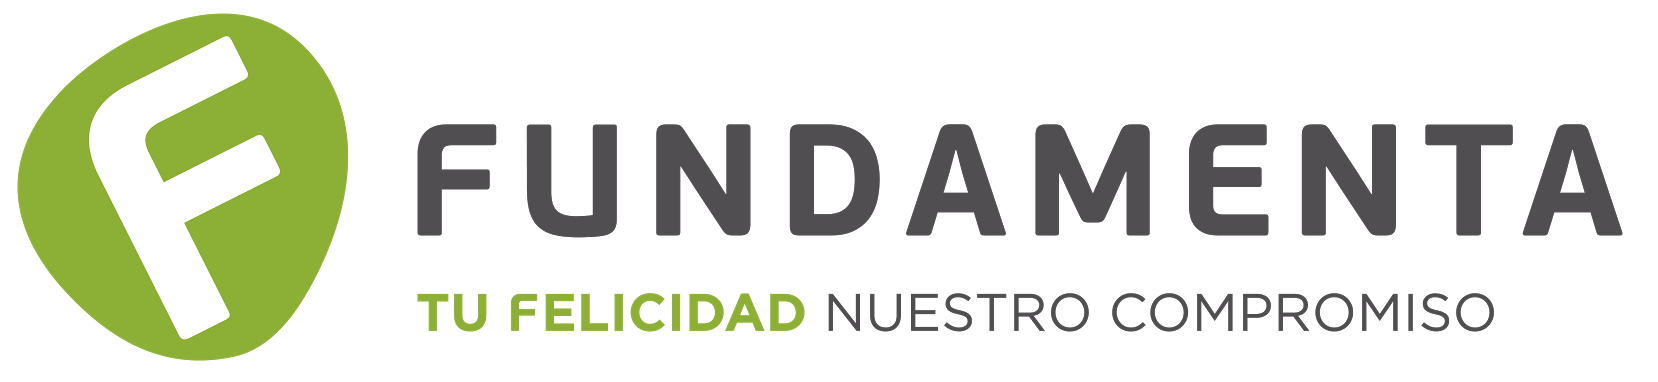 F
FUNDAMENTA
TU FELICIDAD NUESTRO COMPROMISO